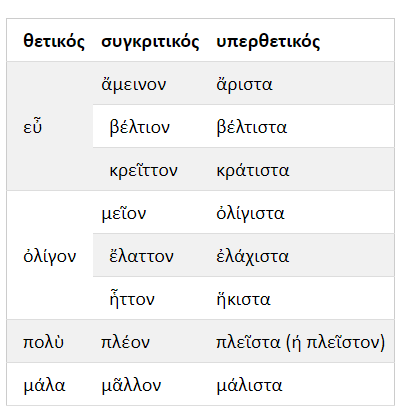 θετικός συγκριτικός υπερθετικός
ἄμεινον ἄριστα
εὖ βέλτιον βέλτιστα
κρεῖττον κράτιστα
μεῖον ὀλίγιστα
ὀλίγον ἔλαττον ἐλάχιστα
ἧττον ἥκιστα
πολὺ πλέον πλεῖστα (ή πλεῖστον)
μάλα μᾶλλον μάλιστα